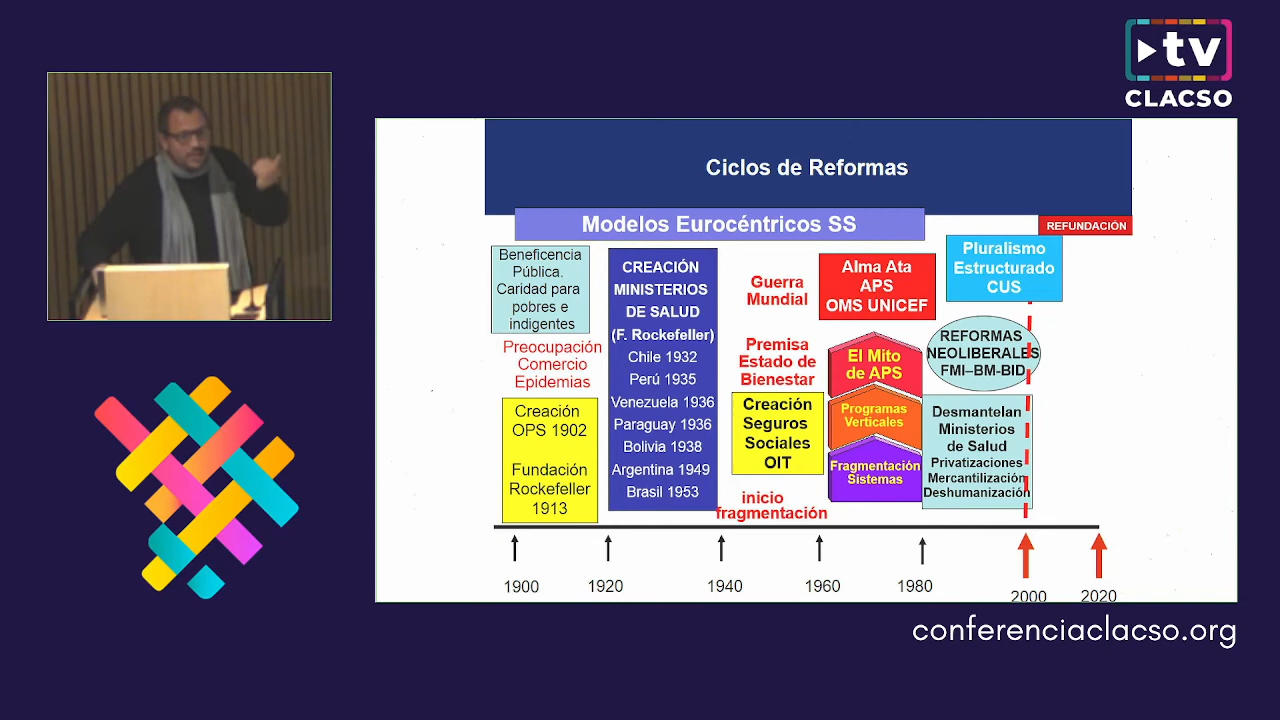 tv
CLACSO
Ciclos de Reformas
Modelos Eurocéntricos SS
REFUNDACIÓN
Beneficencia
Pública.
Caridad para
pobres e
indigentes
Preocupación
Comercio
Epidemias
Creación
OPS 1902
Fundación
Rockefeller
1913
CREACIÓN
MINISTERIOS
DE SALUD
(F. Rockefeller)
Chile 1932
Perú 1935
Venezuela 1936
Paraguay 1936
Bolivia 1938
Argentina 1949
Brasil 1953
Guerra
Mundial
Premisa
Estado de
Bienestar
Creación
Seguros
Sociales
OIT
inicio
fragmentación
Alma Ata
APS
OMS UNICEF
El Mito
de APS
Programas
Verticales
Fragmentación
Sistemas
Pluralismo
Estructurado
CUS
REFORMAS
NEOLIBERALES
FMI–BM-BID
Desmantelan
Ministerios
de Salud
Privatizaciones
Mercantilización
Deshumanización
1900
1920
1940
1960
1980
2000
2020
conferenciaclacso.org